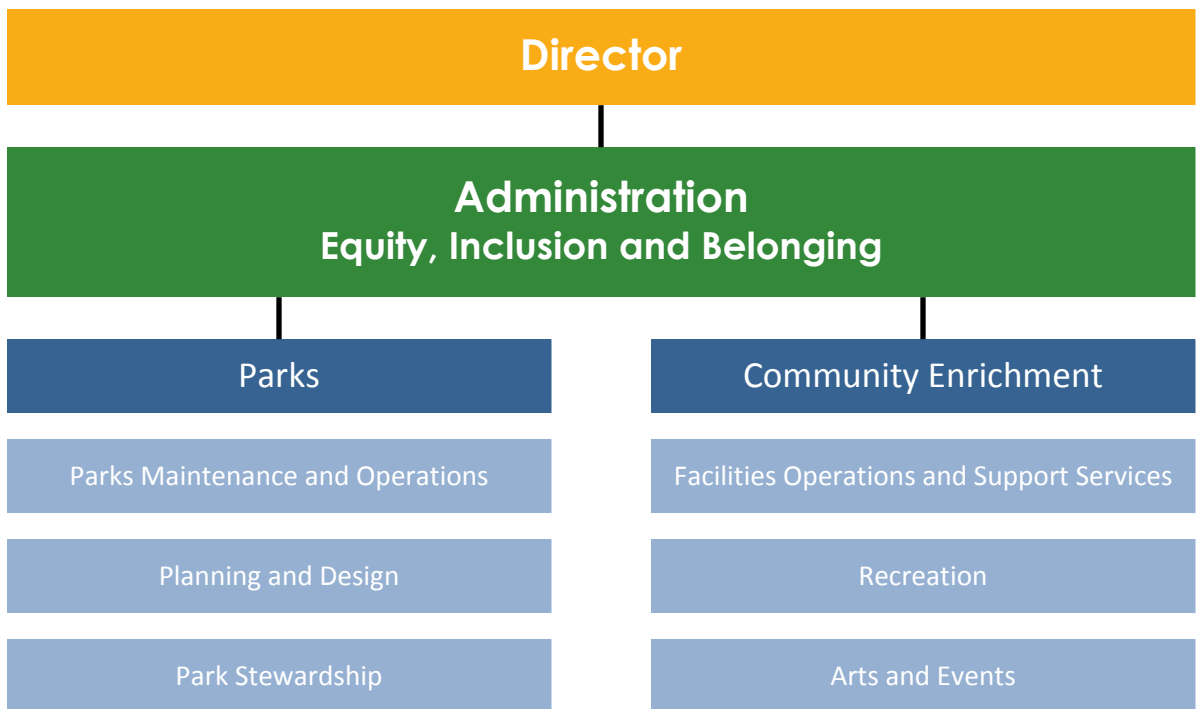 Director
Administration
Equity, Inclusion and Belonging
Parks
Community Enrichment
Parks Maintenance and Operations
Facilities Operations and Support Services
Planning and Design
Recreation
Park Stewardship
Arts and Events